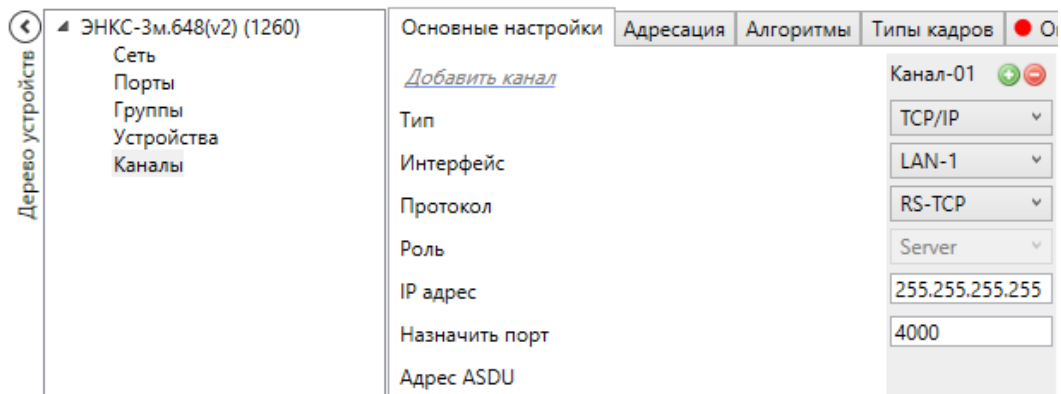 Дерево устройств
ЭНКС-3м.648(v2) (1260)
Сеть
Порты
Группы
Устройства
Каналы
Основные настройки Адресация Алгоритмы Типы кадров
Добавить канал Канал-01
Тип TCP/IP
Интерфейс LAN-1
Протокол RS-TCP
Роль Server
IP адрес 255.255.255.255
Назначить порт 4000
Адрес ASDU